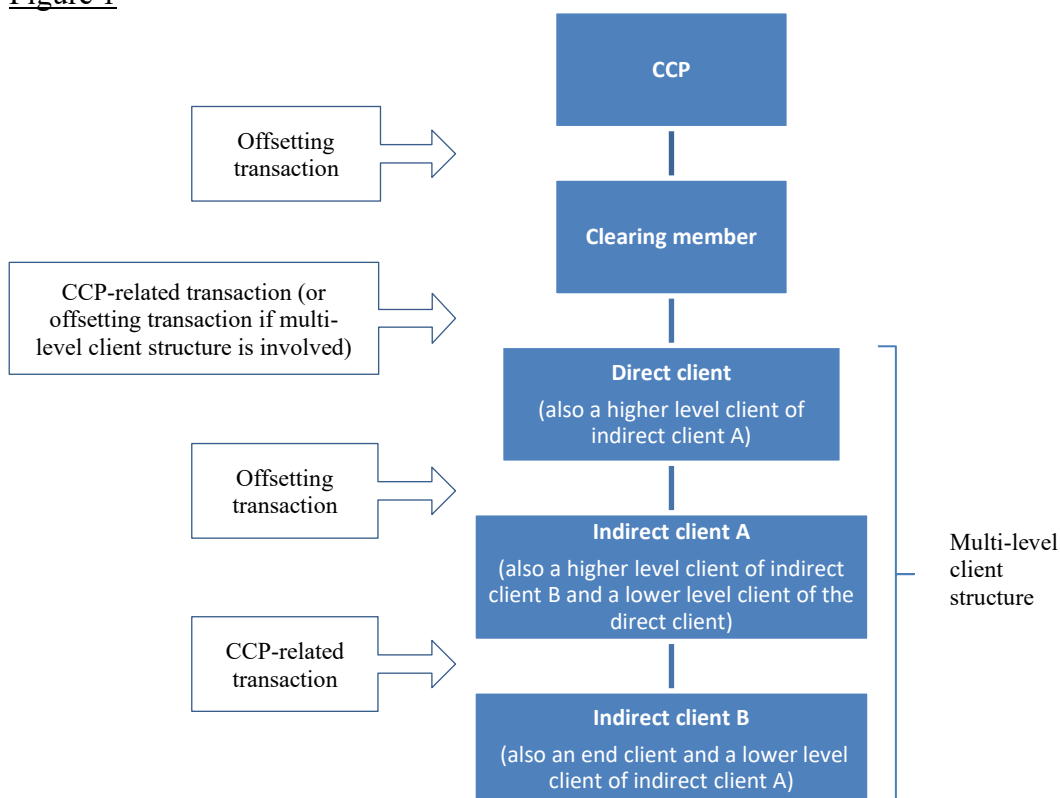 Figure 1
CCP
Offsetting
transaction
Clearing member
CCP-related transaction (or
offsetting transaction if multi-
level client structure is involved)
Direct client
(also a higher level client of
indirect client A)
Offsetting
transaction
Indirect client A
(also a higher level client of indirect
client B and a lower level client of the
direct client)
Multi-level
client
structure
CCP-related
transaction
Indirect client B
(also an end client and a lower level
client of indirect client A)